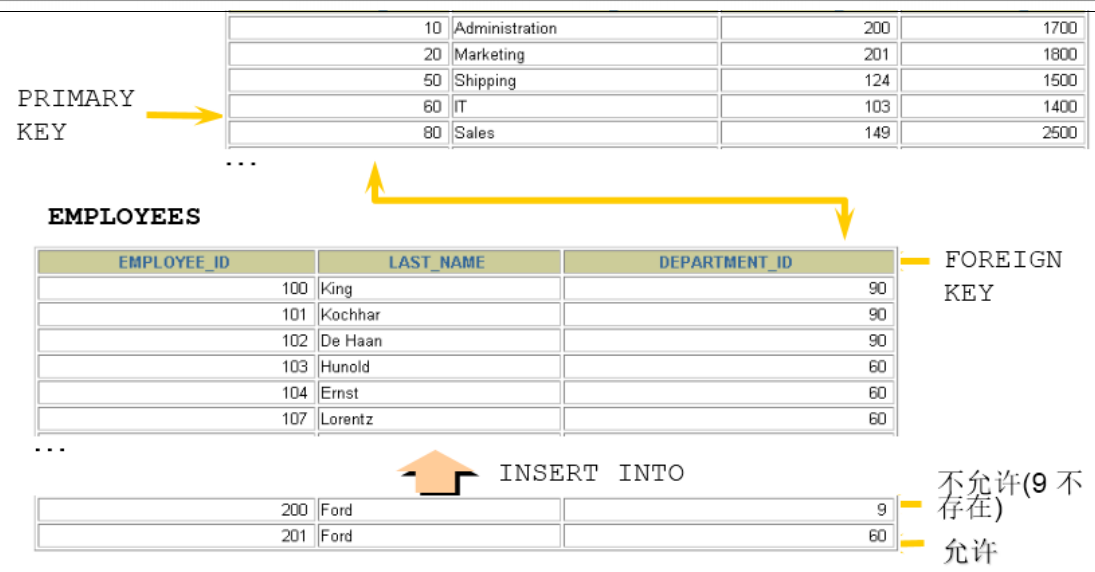 10 Administration 200 1700
20 Marketing 201 1800
50 Shipping 124 1500
PRIMARY
KEY
60 IT 103 1400
80 Sales 149 2500
...
EMPLOYEES
EMPLOYEE_ID LAST_NAME DEPARTMENT_ID
FOREIGN
KEY
100 King 90
101 Kochhar 90
102 De Haan 90
103 Hunold 60
104 Ernst 60
107 Lorentz 60
...
INSERT INTO
200 Ford 9
不允许(9 不
存在)
201 Ford 60
允许